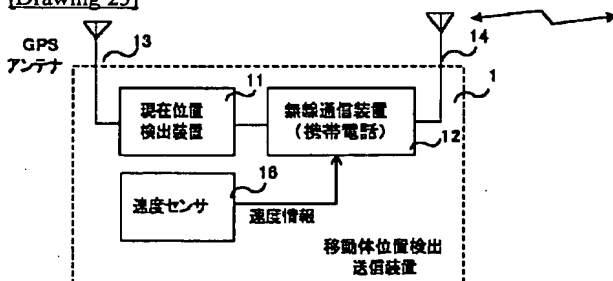 [Drawing 25]
GPS
アンテナ
13
14
11
1
現在位置
検出装置
無線通信装置
(携帯電話)
12
16
速度センサ
速度情報
移動体位置検出
送信装置